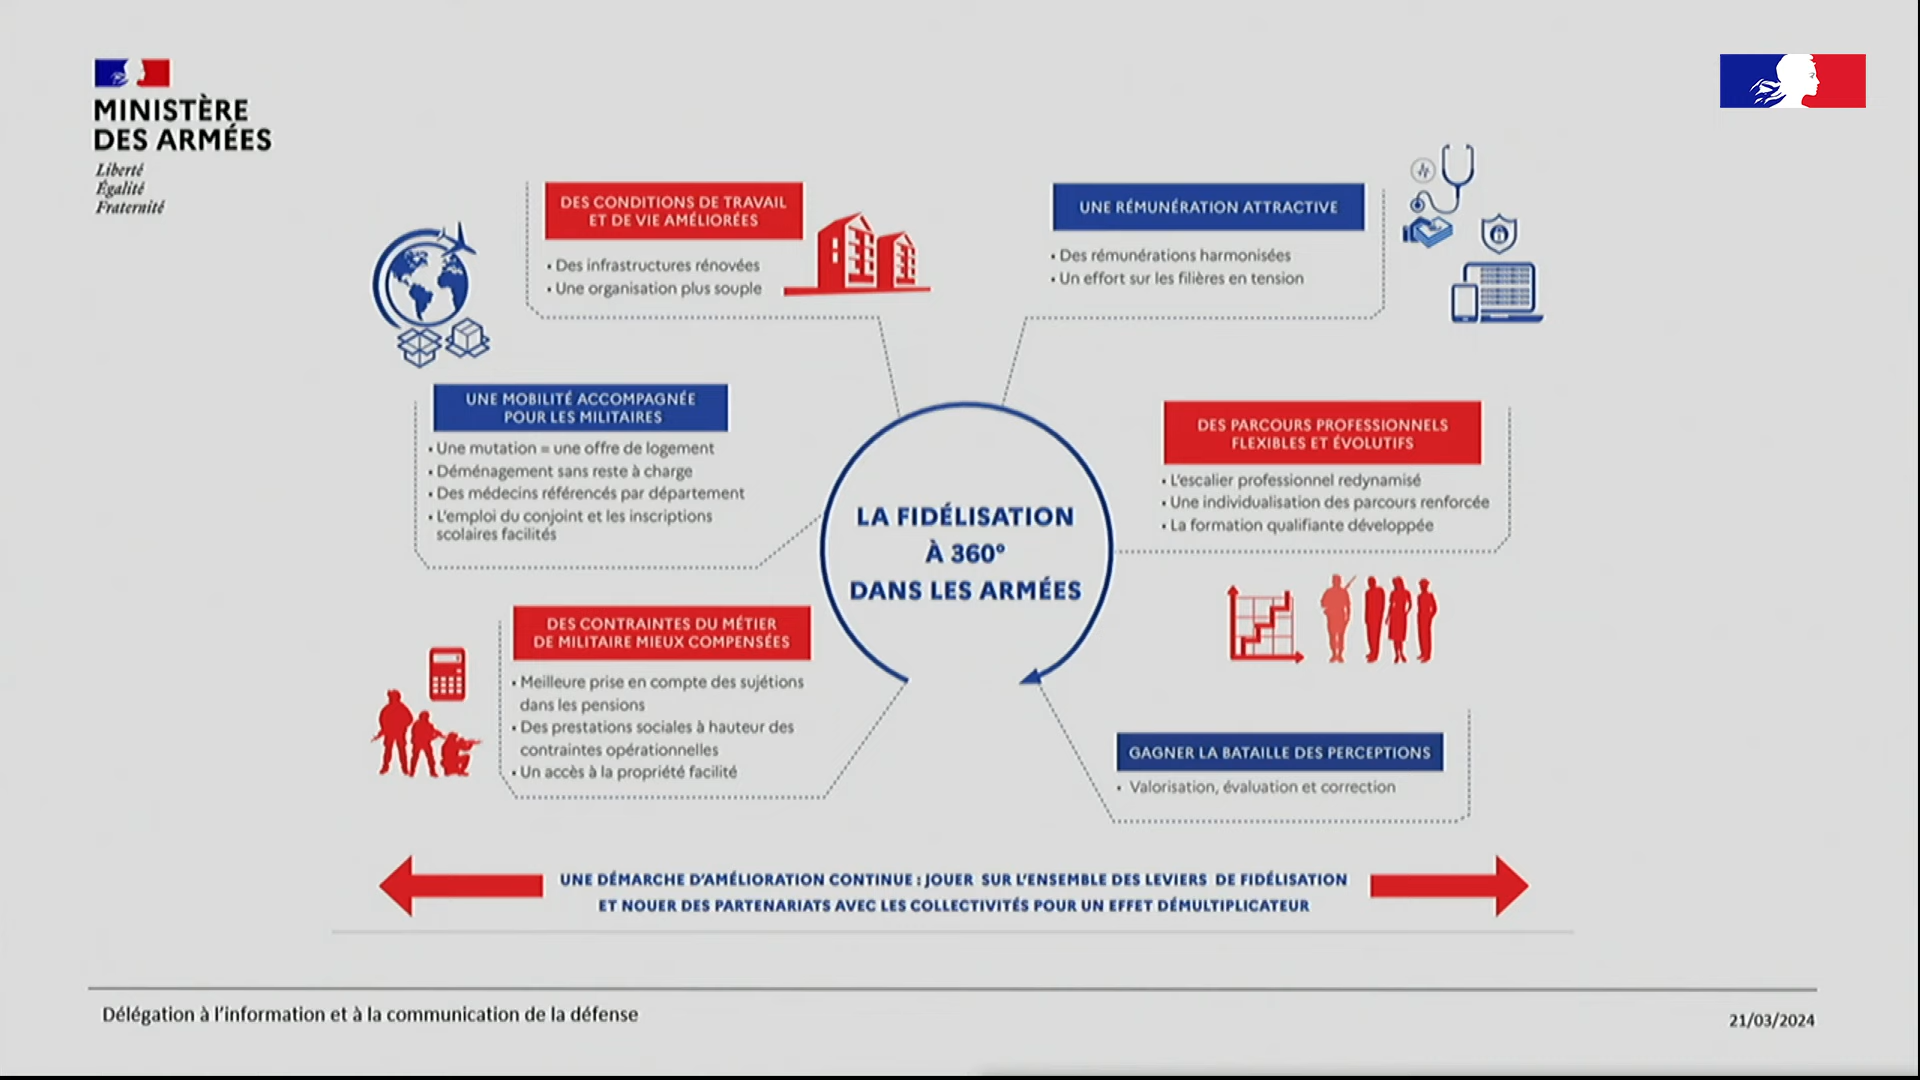 MINISTÈRE
DES ARMÉES
Liberté
Égalité
Fraternité
DES CONDITIONS DE TRAVAIL
ET DE VIE AMÉLIORÉES
• Des infrastructures rénovées
• Une organisation plus souple
UNE RÉMUNÉRATION ATTRACTIVE
• Des rémunérations harmonisées
• Un effort sur les filières en tension
UNE MOBILITÉ ACCOMPAGNÉE
POUR LES MILITAIRES
• Une mutation = une offre de logement
• Déménagement sans reste à charge
• Des médecins référencés par département
• L'emploi du conjoint et les inscriptions
scolaires facilités
DES PARCOURS PROFESSIONNELS
FLEXIBLES ET ÉVOLUTIFS
• L'escalier professionnel redynamisé
• Une individualisation des parcours renforcée
• La formation qualifiante développée
LA FIDÉLISATION
À 360°
DANS LES ARMÉES
DES CONTRAINTES DU MÉTIER
DE MILITAIRE MIEUX COMPENSÉES
• Meilleure prise en compte des sujétions
dans les pensions
• Des prestations sociales à hauteur des
contraintes opérationnelles
• Un accès à la propriété facilité
GAGNER LA BATAILLE DES PERCEPTIONS
• Valorisation, évaluation et correction
UNE DÉMARCHE D'AMÉLIORATION CONTINUE : JOUER SUR L'ENSEMBLE DES LEVIERS DE FIDÉLISATION
ET NOUER DES PARTENARIATS AVEC LES COLLECTIVITÉS POUR UN EFFET DÉMULTIPLICATEUR
Délégation à l'information et à la communication de la défense
21/03/2024